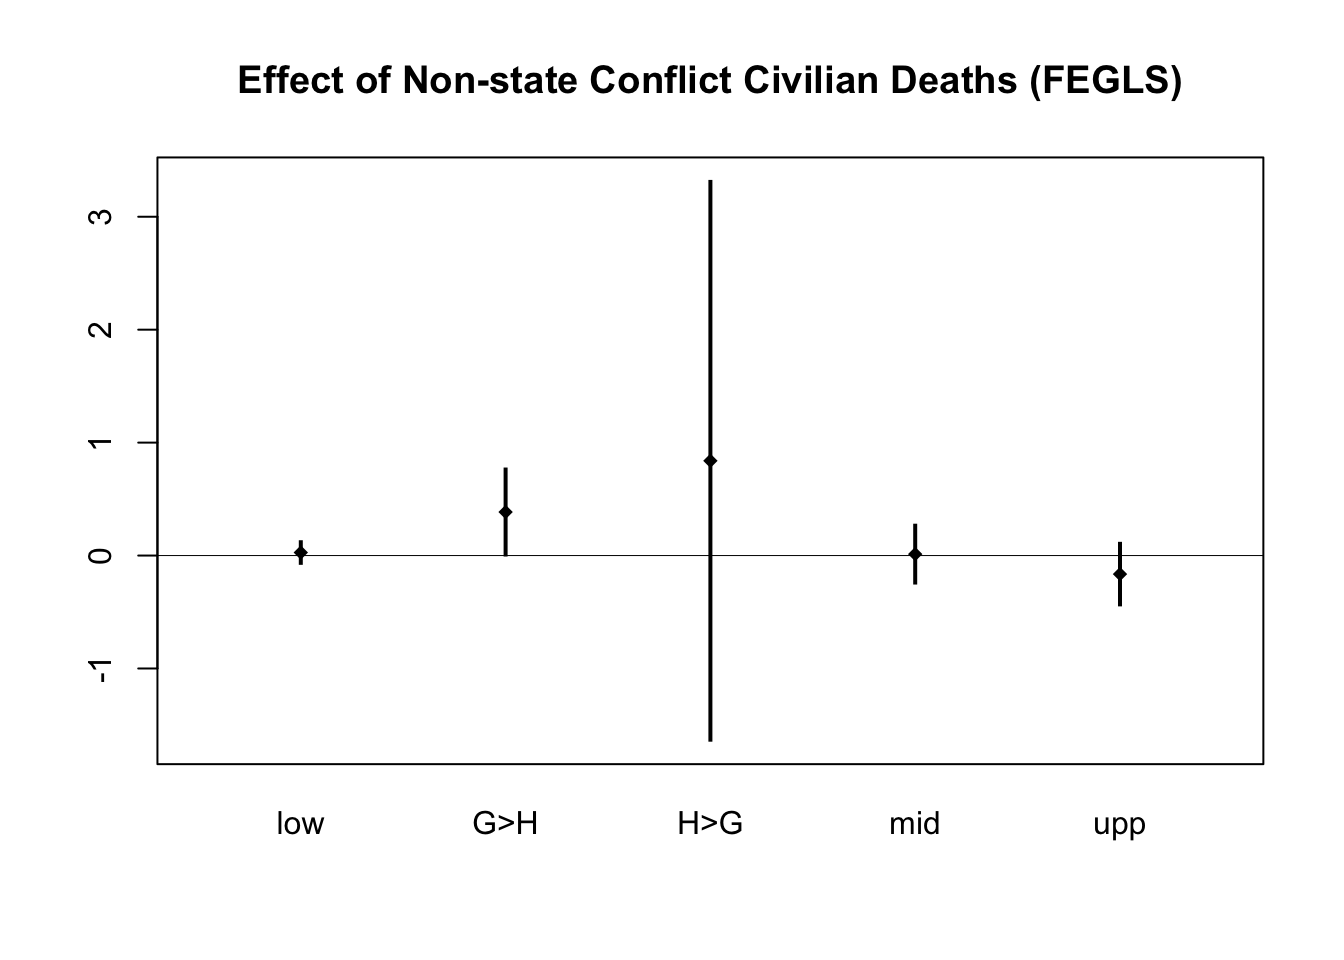 Effect of Non-state Conflict Civilian Deaths (FEGLS)
3
2
1
0
-1
low G>H H>G mid upp